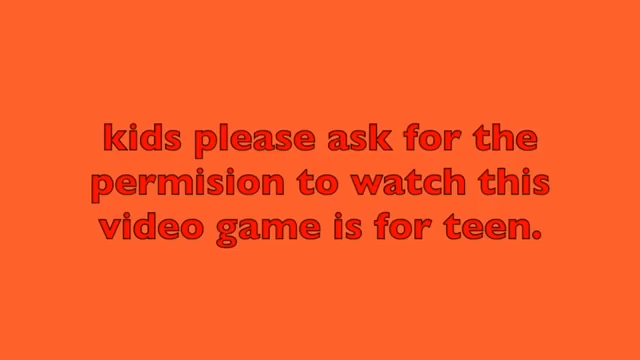 kids please ask for the
permision to watch this
video game is for teen.